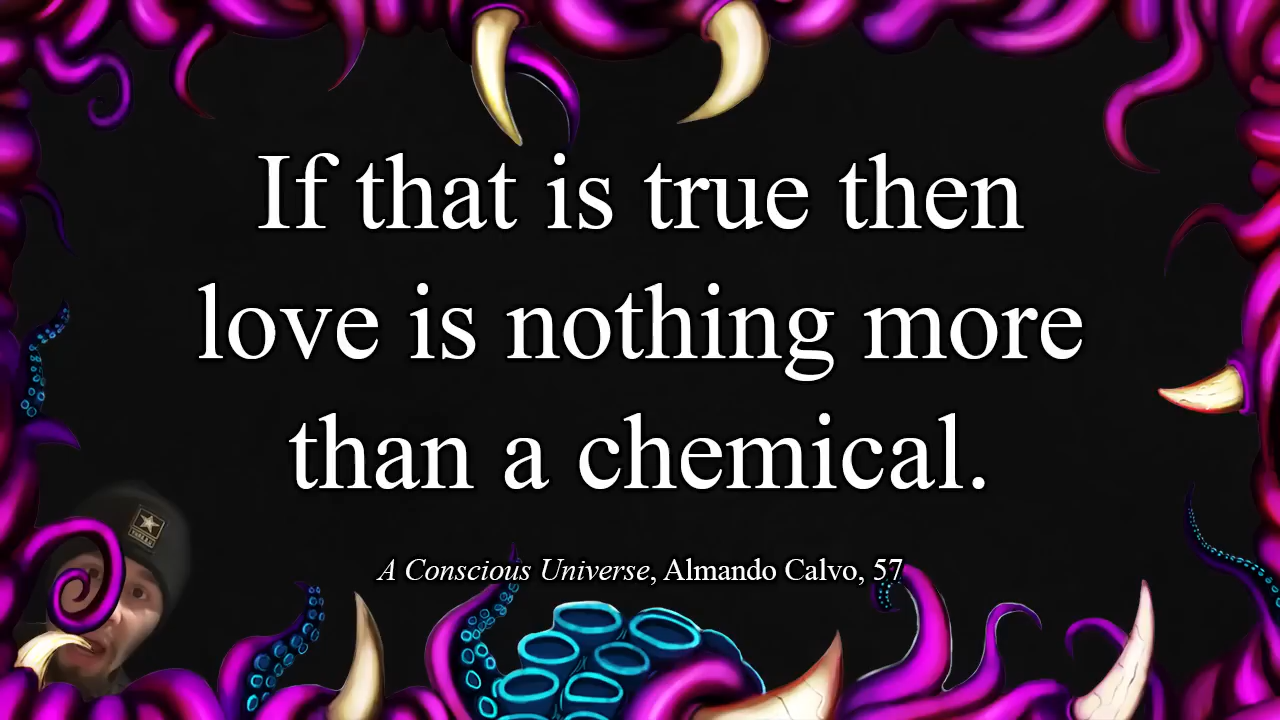 If that is true then
love is nothing more
than a chemical.
A Conscious Universe, Almando Calvo, 57